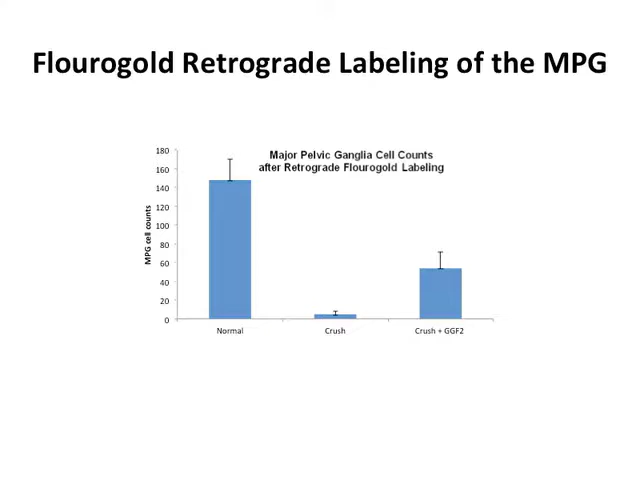 Flourogold Retrograde Labeling of the MPG
Major Pelvic Ganglia Cell Counts
after Retrograde Flourogold Labeling
MPG cell counts
180
160
140
120
100
80
60
40
20
0
Normal
Crush
Crush + GGF2